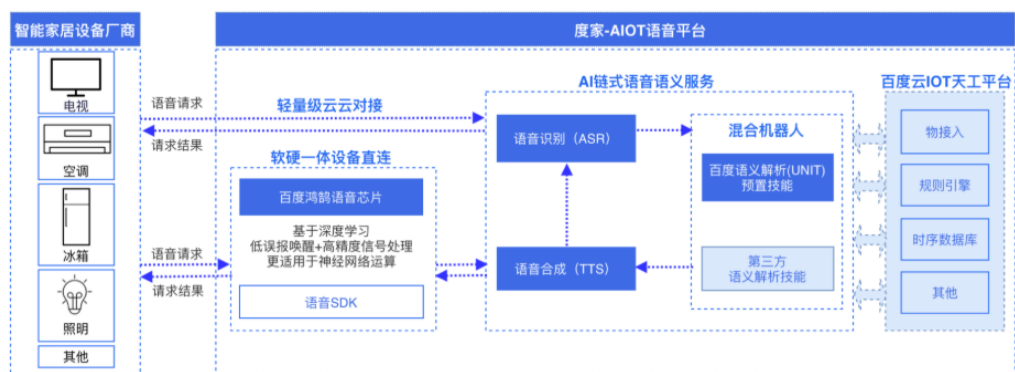 智能家居设备厂商
度家-AIOT语音平台
电视
空调
冰箱
照明
其他
语音请求
请求结果
语音请求
请求结果
轻量级云云对接
软硬一体设备直连
百度鸿鹄语音芯片
基于深度学习
低误报唤醒+高精度信号处理
更适用于神经网络运算
语音SDK
AI链式语音语义服务
语音识别（ASR）
语音合成（TTS）
混合机器人
百度语义解析(UNIT)
预置技能
第三方
语义解析技能
百度云IOT天工平台
物接入
规则引擎
时序数据库
其他